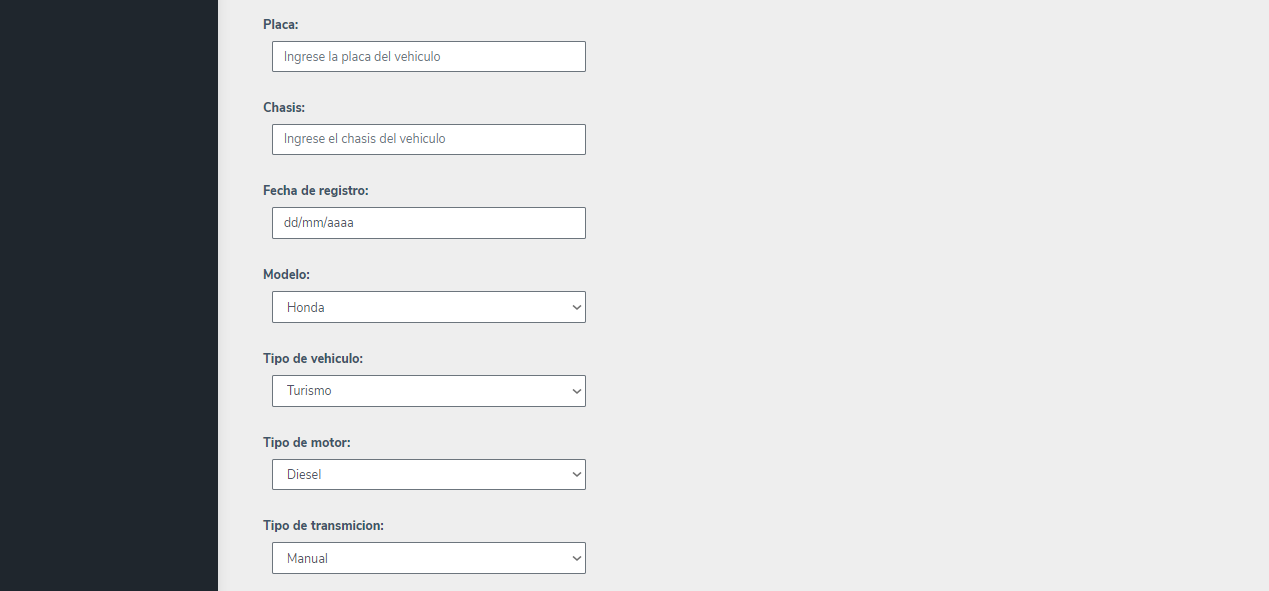 Placa:
Ingrese la placa del vehiculo
Chasis:
Ingrese el chasis del vehiculo
Fecha de registro:
dd/mm/aaaa
Modelo:
Honda
Tipo de vehiculo:
Turismo
Tipo de motor:
Diesel
Tipo de transmicion:
Manual